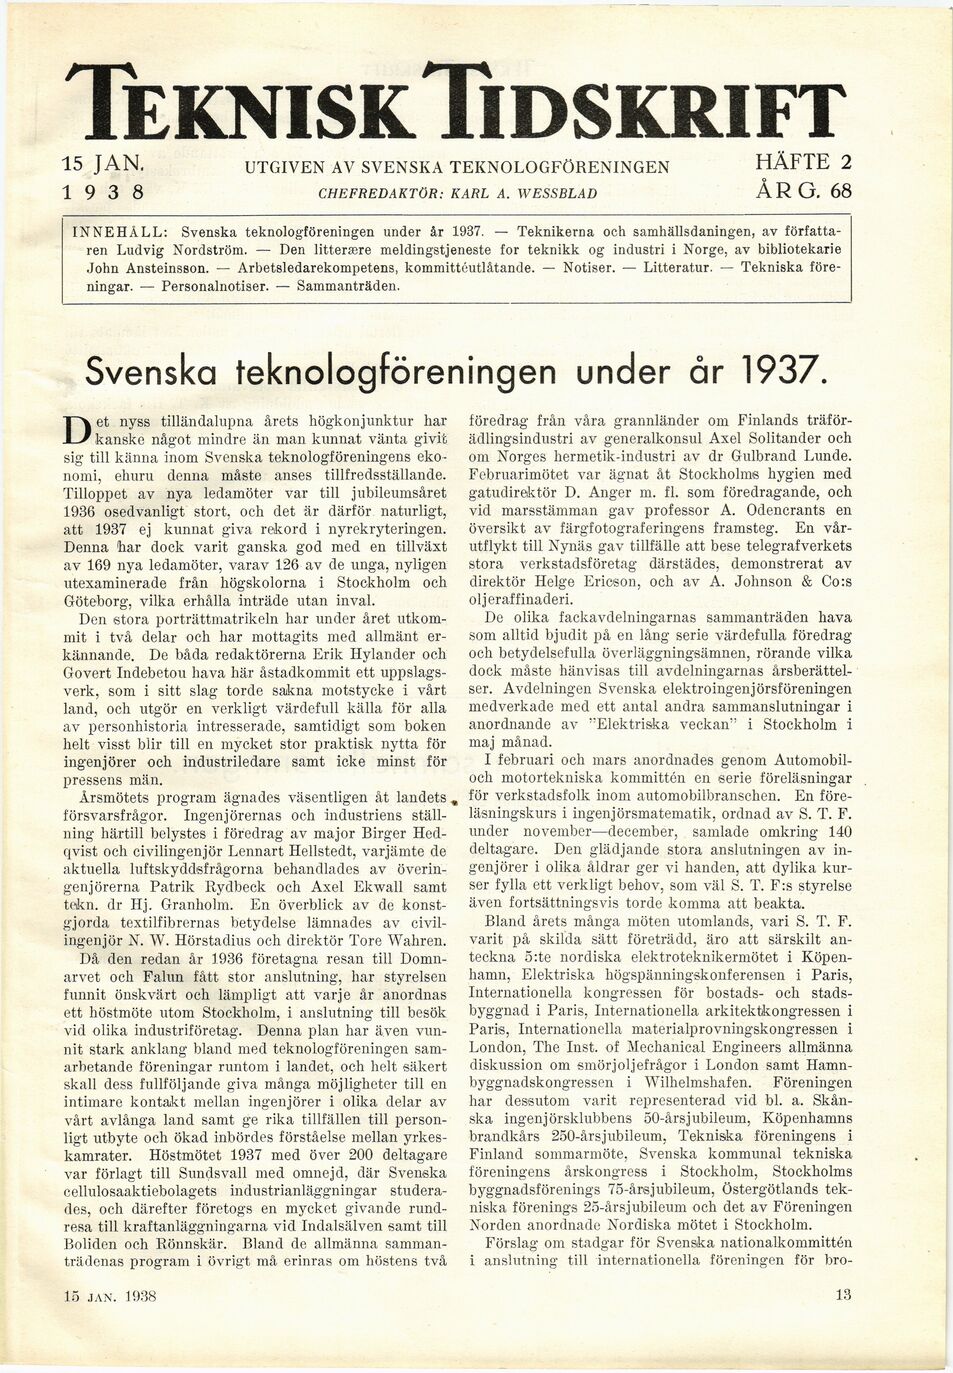 TEKNISK TIDSKRIFT
15 JAN. UTGIVEN AV SVENSKA TEKNOLOGFÖRENINGEN HÄFTE 2
1938 CHEFREDAKTÖR: KARL A. WESSBLAD ÅRG. 68
INNEHÅLL: Svenska teknologföreningen under år 1937. — Teknikerna och samhällsdaningen, av författa-
ren Ludvig Nordström. — Den litterære meldingstjeneste for teknikk og industri i Norge, av bibliotekarie
John Ansteinsson. — Arbetsledarekompetens, kommittéutlåtande. — Notiser. — Litteratur. — Tekniska före-
ningar. — Personalnotiser. — Sammanträden.
Svenska teknologföreningen under år 1937.
Det nyss tilländalupna årets högkonjunktur har
kanske något mindre än man kunnat vänta givit
sig till känna inom Svenska teknologföreningens eko-
nomi, ehuru denna måste anses tillfredsställande.
Tilloppet av nya ledamöter var till jubileumsåret
1936 osedvanligt stort, och det är därför naturligt,
att 1937 ej kunnat giva rekord i nyrekryteringen.
Denna har dock varit ganska god med en tillväxt
av 169 nya ledamöter, varav 126 av de unga, nyligen
utexaminerade från högskolorna i Stockholm och
Göteborg, vilka erhålla inträde utan inval.
Den stora porträttmatrikeln har under året utkom-
mit i två delar och har mottagits med allmänt er-
kännande. De båda redaktörerna Erik Hylander och
Govert Indebetou hava här åstadkommit ett uppslags-
verk, som i sitt slag torde sakna motstycke i vårt
land, och utgör en verkligt värdefull källa för alla
av personhistoria intresserade, samtidigt som boken
helt visst blir till en mycket stor praktisk nytta för
ingenjörer och industriledare samt icke minst för
pressens män.
Årsmötets program ägnades väsentligen åt landets
försvarsfrågor. Ingenjörernas och industriens ställ-
ning härtill belystes i föredrag av major Birger Hed-
qvist och civilingenjör Lennart Hellstedt, varjämte de
aktuella luftskyddsfrågorna behandlades av överin-
genjörerna Patrik Rydbeck och Axel Ekwall samt
tekn. dr Hj. Granholm. En överblick av de konst-
gjorda textilfibrernas betydelse lämnades av civil-
ingenjör N. W. Hörstadius och direktör Tore Wahren.
Då den redan år 1936 företagna resan till Domn-
arvet och Falun fått stor anslutning, har styrelsen
funnit önskvärt och lämpligt att varje år anordnas
ett höstmöte utom Stockholm, i anslutning till besök
vid olika industriföretag. Denna plan har även vun-
nit stark anklang bland med teknologföreningen sam-
arbetande föreningar runtom i landet, och helt säkert
skall dess fullföljande giva många möjligheter till en
intimare kontakt mellan ingenjörer i olika delar av
vårt avlånga land samt ge rika tillfällen till person-
ligt utbyte och ökad inbördes förståelse mellan yrkes-
kamrater. Höstmötet 1937 med över 200 deltagare
var förlagt till Sundsvall med omnejd, där Svenska
cellulosaaktiebolagets industrianläggningar studera-
des, och därefter företogs en mycket givande rund-
resa till kraftanläggningarna vid Indalsälven samt till
Boliden och Rönnskär. Bland de allmänna samman-
trädenas program i övrigt må erinras om höstens två
föredrag från våra grannländer om Finlands träför-
ädlingsindustri av generalkonsul Axel Solitander och
om Norges hermetik-industri av dr Gulbrand Lunde.
Februarimötet var ägnat åt Stockholms hygien med
gatudirektör D. Anger m. fl. som föredragande, och
vid marsstämman gav professor A. Odencrants en
översikt av färgfotograferingens framsteg. En vår-
utflykt till Nynäs gav tillfälle att bese telegrafverkets
stora verkstadsföretag därstädes, demonstrerat av
direktör Helge Ericson, och av A. Johnson & Co:s
oljeraffinaderi.
De olika fackavdelningarnas sammanträden hava
som alltid bjudit på en lång serie värdefulla föredrag
och betydelsefulla överläggningsämnen, rörande vilka
dock måste hänvisas till avdelningarnas årsberättel-
ser. Avdelningen Svenska elektroingenjörsföreningen
medverkade med ett antal andra sammanslutningar i
anordnande av ”Elektriska veckan” i Stockholm i
maj månad.
I februari och mars anordnades genom Automobil-
och motortekniska kommittén en serie föreläsningar
för verkstadsfolk inom automobilbranschen. En före-
läsningskurs i ingenjörsmatematik, ordnad av S. T. F.
under november—december, samlade omkring 140
deltagare. Den glädjande stora anslutningen av in-
genjörer i olika åldrar ger vi handen, att dylika kur-
ser fylla ett verkligt behov, som väl S. T. F:s styrelse
även fortsättningsvis torde komma att beakta.
Bland årets många möten utomlands, vari S. T. F.
varit på skilda sätt företrädd, äro att särskilt an-
teckna 5:te nordiska elektroteknikermötet i Köpen-
hamn, Elektriska högspänningskonferensen i Paris,
Internationella kongressen för bostads- och stads-
byggnad i Paris, Internationella arkitektkongressen i
Paris, Internationella materialprovningskongressen i
London, The Inst. of Mechanical Engineers allmänna
diskussion om smörjoljefrågor i London samt Hamn-
byggnadskongressen i Wilhelmshafen. Föreningen
har dessutom varit representerad vid bl. a. Skån-
ska ingenjörsklubbens 50-årsjubileum, Köpenhamns
brandkårs 250-årsjubileum, Tekniska föreningens i
Finland sommarmöte, Svenska kommunal tekniska
föreningens årskongress i Stockholm, Stockholms
byggnadsförenings 75-årsjubileum, Östergötlands tek-
niska förenings 25-årsjubileum och det av Föreningen
Norden anordnade Nordiska mötet i Stockholm.
Förslag om stadgar för Svenska nationalkommittén
i anslutning till internationella föreningen för bro-
15 JAN. 1938 13